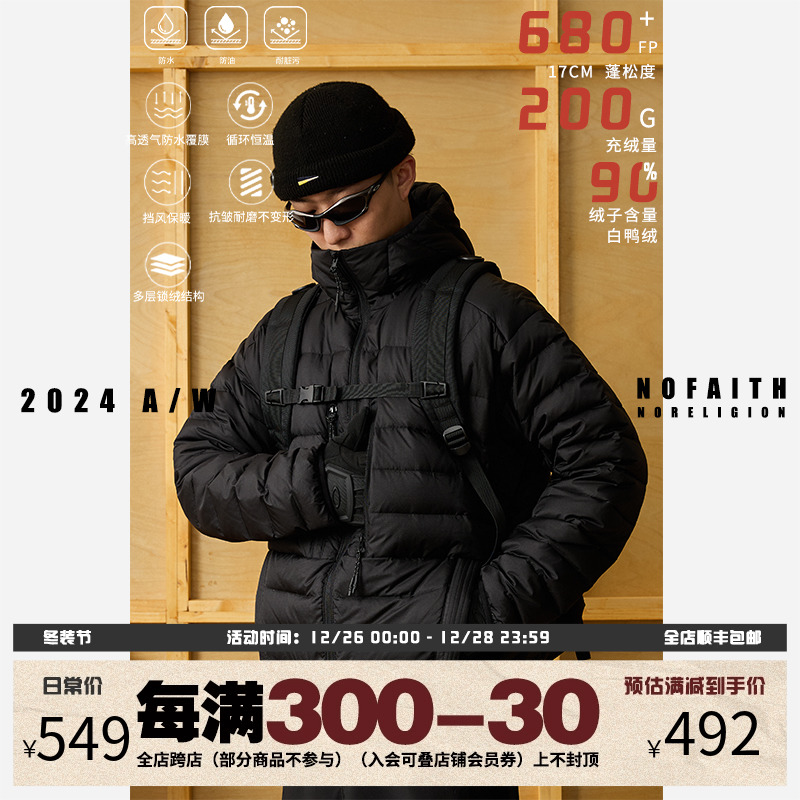 防水 防油 耐脏污
高透气防水覆膜 循环恒温
挡风保暖 抗皱耐磨不变形
多层锁绒结构
680+ FP
17CM 蓬松度
200 G
充绒量
90%
绒子含量
白鸭绒
2024 A/W
NOFAITH
NORELIGION
冬装节 活动时间：12/26 00:00 - 12/28 23:59 全店顺丰包邮
日常价
¥549
每满300-30
全店跨店（部分商品不参与）（入会可叠店铺会员券）上不封顶
预估满减到手价
¥492